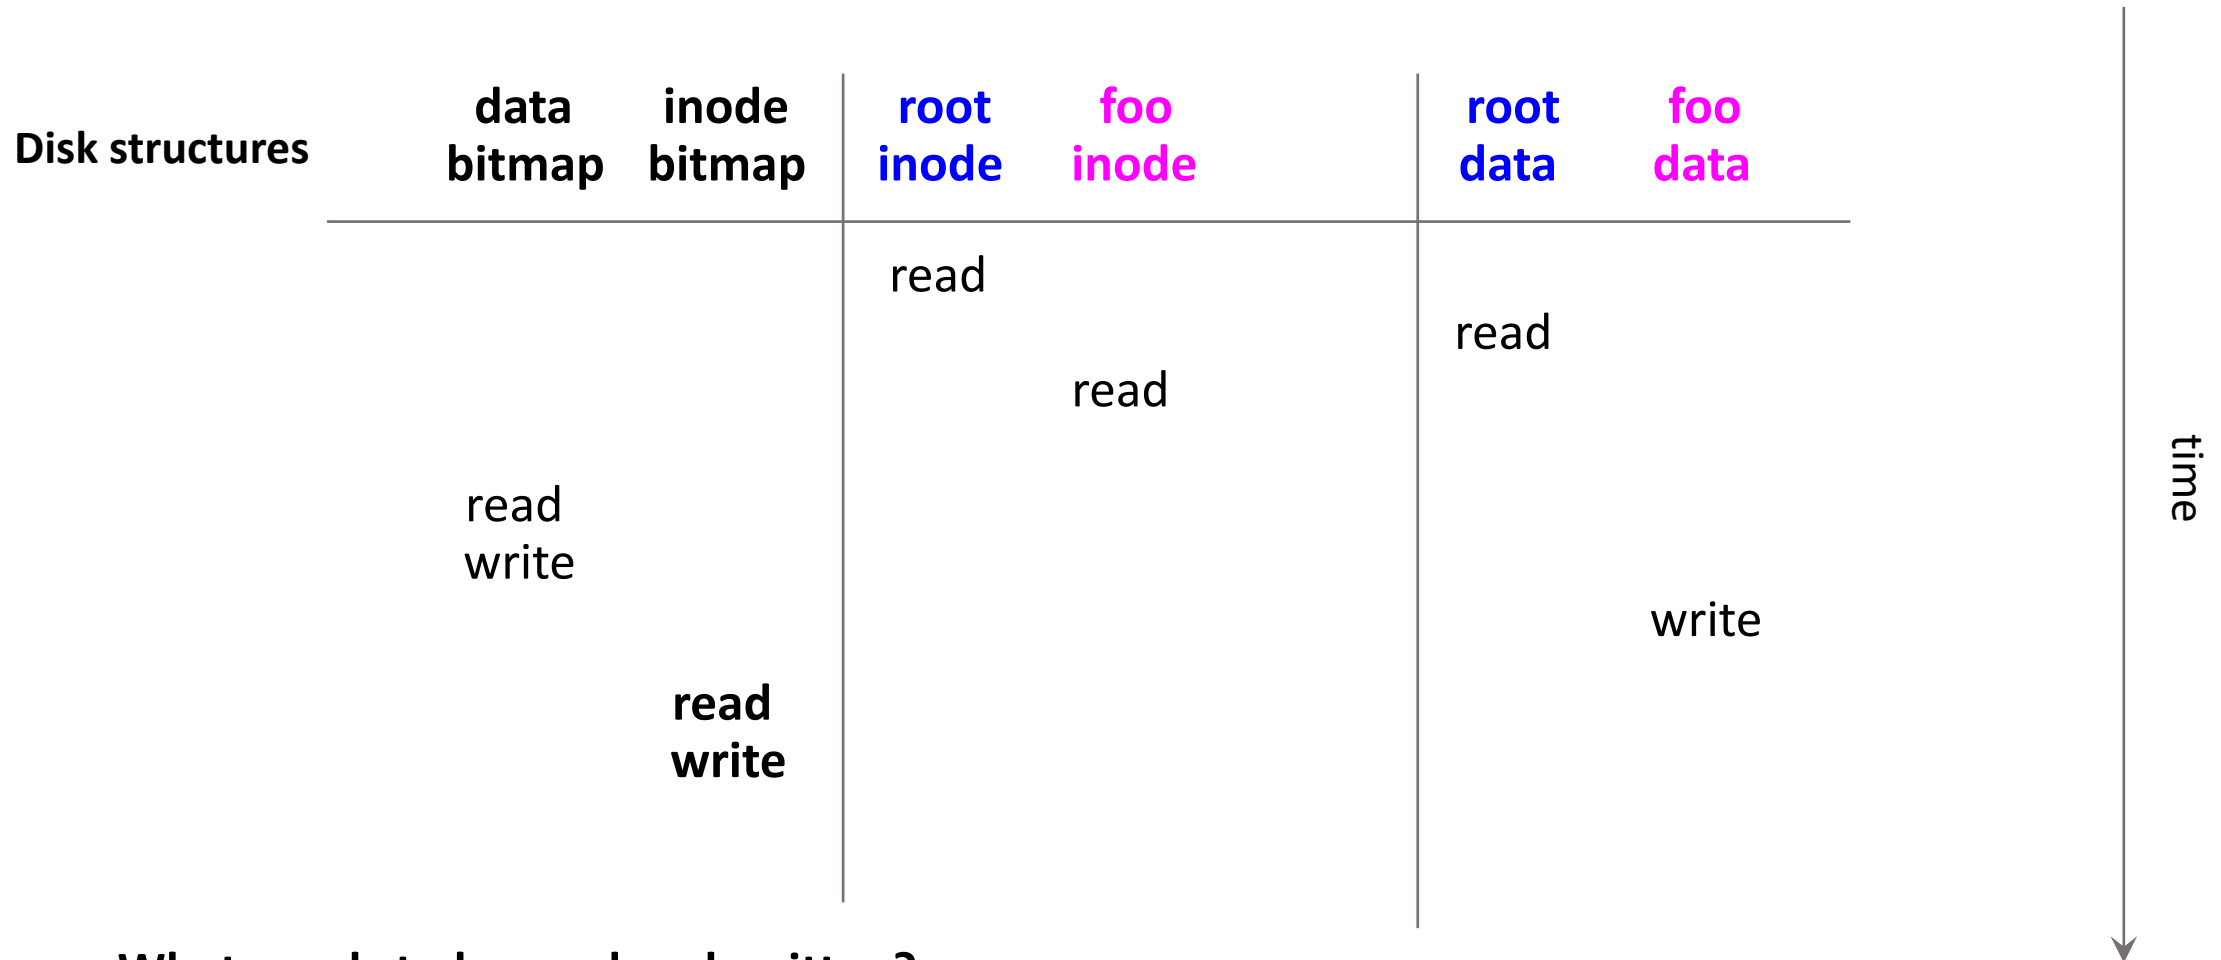 Disk structures
data bitmap
inode bitmap
root inode
foo inode
root data
foo data
read
read
read
read
write
write
read
write
time